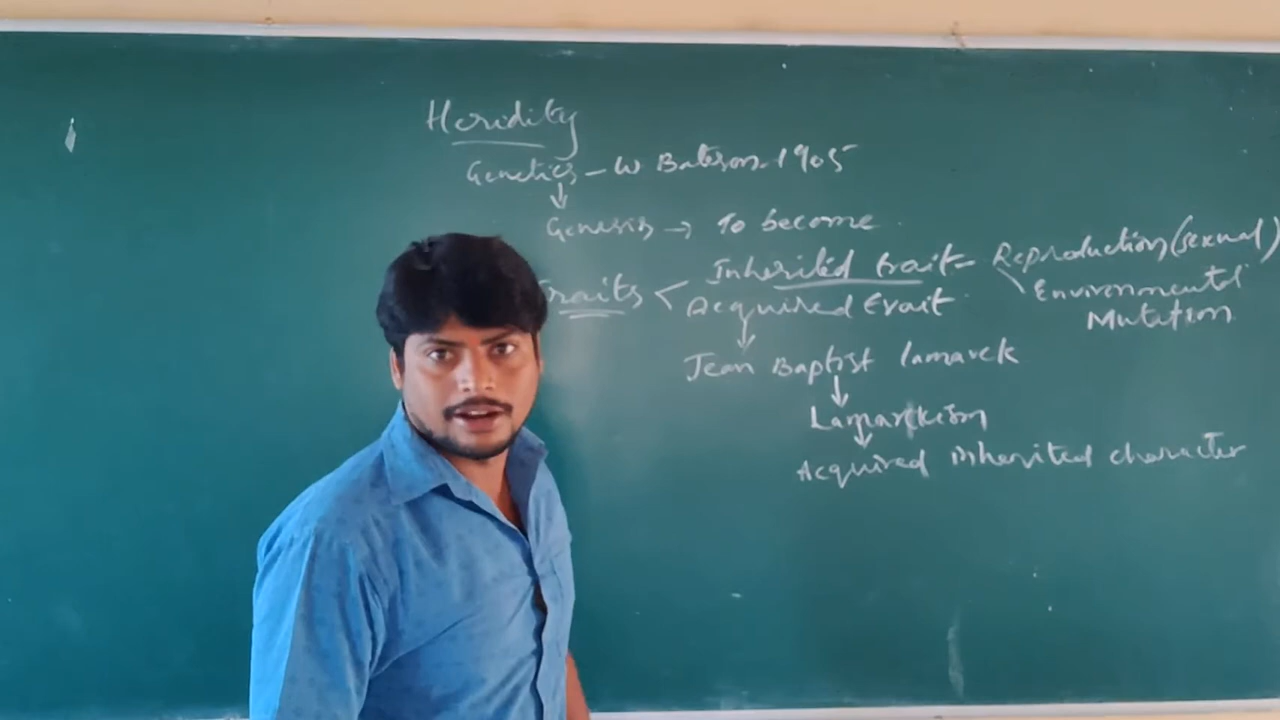 Heridity
Genetics - W Bateson - 1905
Genesis → To become
Traits < Inherited trait - Reproduction (sexual)
Environmental
Acquired trait
Mutation
Jean Baptist lamarck
Lamarckism
Acquired inherited character